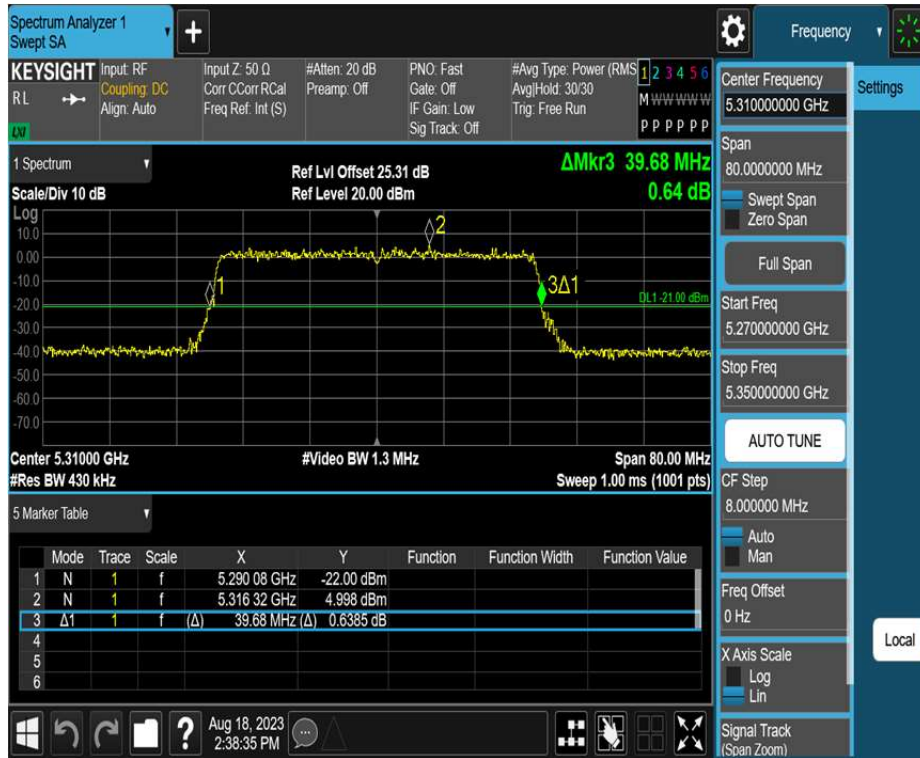 Spectrum Analyzer 1
Swept SA
+
Frequency
KEYSIGHT
RL
LXI
Input: RF
Coupling: DC
Align: Auto
Input Z: 50 Ω
Corr CCorr RCal
Freq Ref: Int (S)
#Atten: 20 dB
Preamp: Off
PNO: Fast
Gate: Off
IF Gain: Low
Sig Track: Off
#Avg Type: Power (RMS
Avg|Hold: 30/30
Trig: Free Run
1 2 3 4 5 6
M W W W W W
P P P P P P
1 Spectrum
Scale/Div 10 dB
Ref Lvl Offset 25.31 dB
Ref Level 20.00 dBm
ΔMkr3 39.68 MHz
0.64 dB
Log
10.0
0.00
-10.0
-20.0
-30.0
-40.0
-50.0
-60.0
-70.0
2
1
3Δ1
DL1 -21.00 dBm
Center 5.31000 GHz
#Res BW 430 kHz
#Video BW 1.3 MHz
Span 80.00 MHz
Sweep 1.00 ms (1001 pts)
5 Marker Table
Mode Trace Scale X Y Function Function Width Function Value
1 N 1 f 5.290 08 GHz -22.00 dBm
2 N 1 f 5.316 32 GHz 4.998 dBm
3 Δ1 1 f (Δ) 39.68 MHz (Δ) 0.6385 dB
4
5
6
?
Aug 18, 2023
2:38:35 PM
Center Frequency
5.310000000 GHz
Settings
Span
80.0000000 MHz
Swept Span
Zero Span
Full Span
Start Freq
5.270000000 GHz
Stop Freq
5.350000000 GHz
AUTO TUNE
CF Step
8.000000 MHz
Auto
Man
Freq Offset
0 Hz
Local
X Axis Scale
Log
Lin
Signal Track
(Span Zoom)